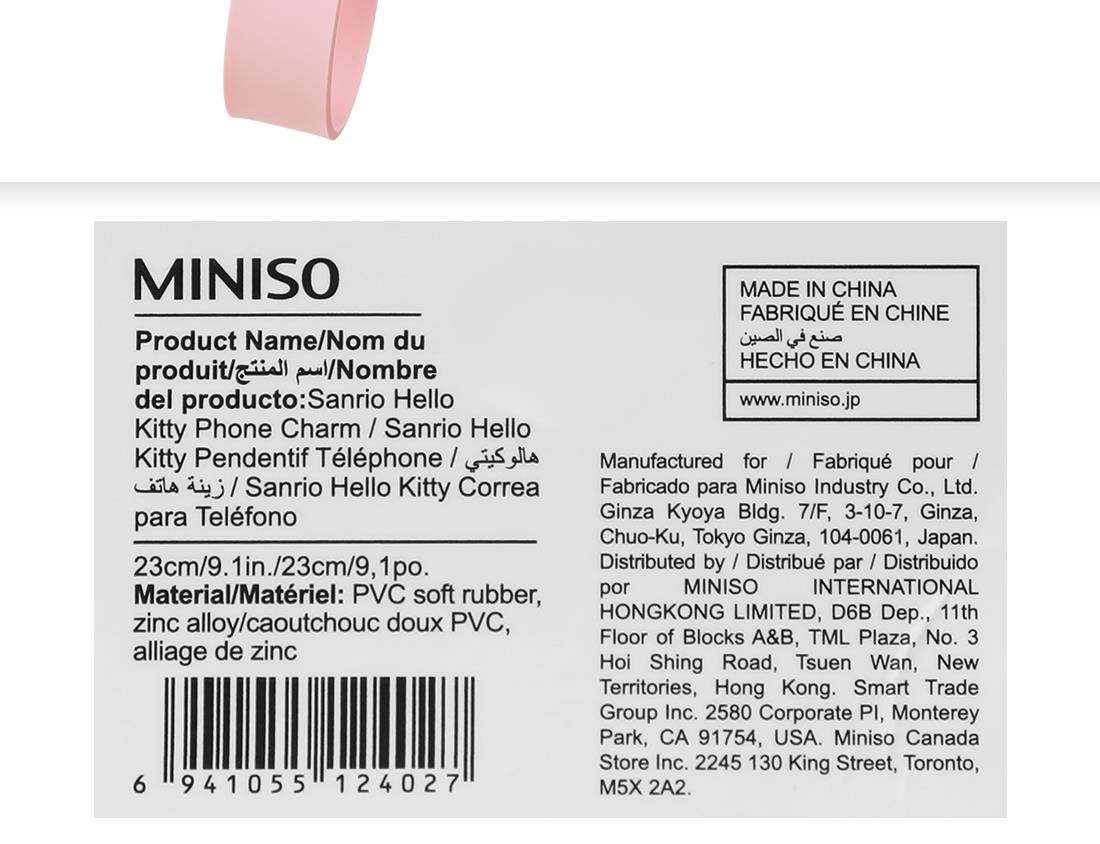 MINISO
Product Name/Nom du
produit/اسم المنتج/Nombre
del producto:Sanrio Hello
Kitty Phone Charm / Sanrio Hello
Kitty Pendentif Téléphone / هالوكيتي
زينة هاتف / Sanrio Hello Kitty Correa
para Teléfono
23cm/9.1in./23cm/9,1po.
Material/Matériel: PVC soft rubber,
zinc alloy/caoutchouc doux PVC,
alliage de zinc
6 941055 124027
MADE IN CHINA
FABRIQUÉ EN CHINE
صنع في الصين
HECHO EN CHINA
www.miniso.jp
Manufactured for / Fabriqué pour /
Fabricado para Miniso Industry Co., Ltd.
Ginza Kyoya Bldg. 7/F, 3-10-7, Ginza,
Chuo-Ku, Tokyo Ginza, 104-0061, Japan.
Distributed by / Distribué par / Distribuido
por MINISO INTERNATIONAL
HONGKONG LIMITED, D6B Dep., 11th
Floor of Blocks A&B, TML Plaza, No. 3
Hoi Shing Road, Tsuen Wan, New
Territories, Hong Kong. Smart Trade
Group Inc. 2580 Corporate Pl, Monterey
Park, CA 91754, USA. Miniso Canada
Store Inc. 2245 130 King Street, Toronto,
M5X 2A2.